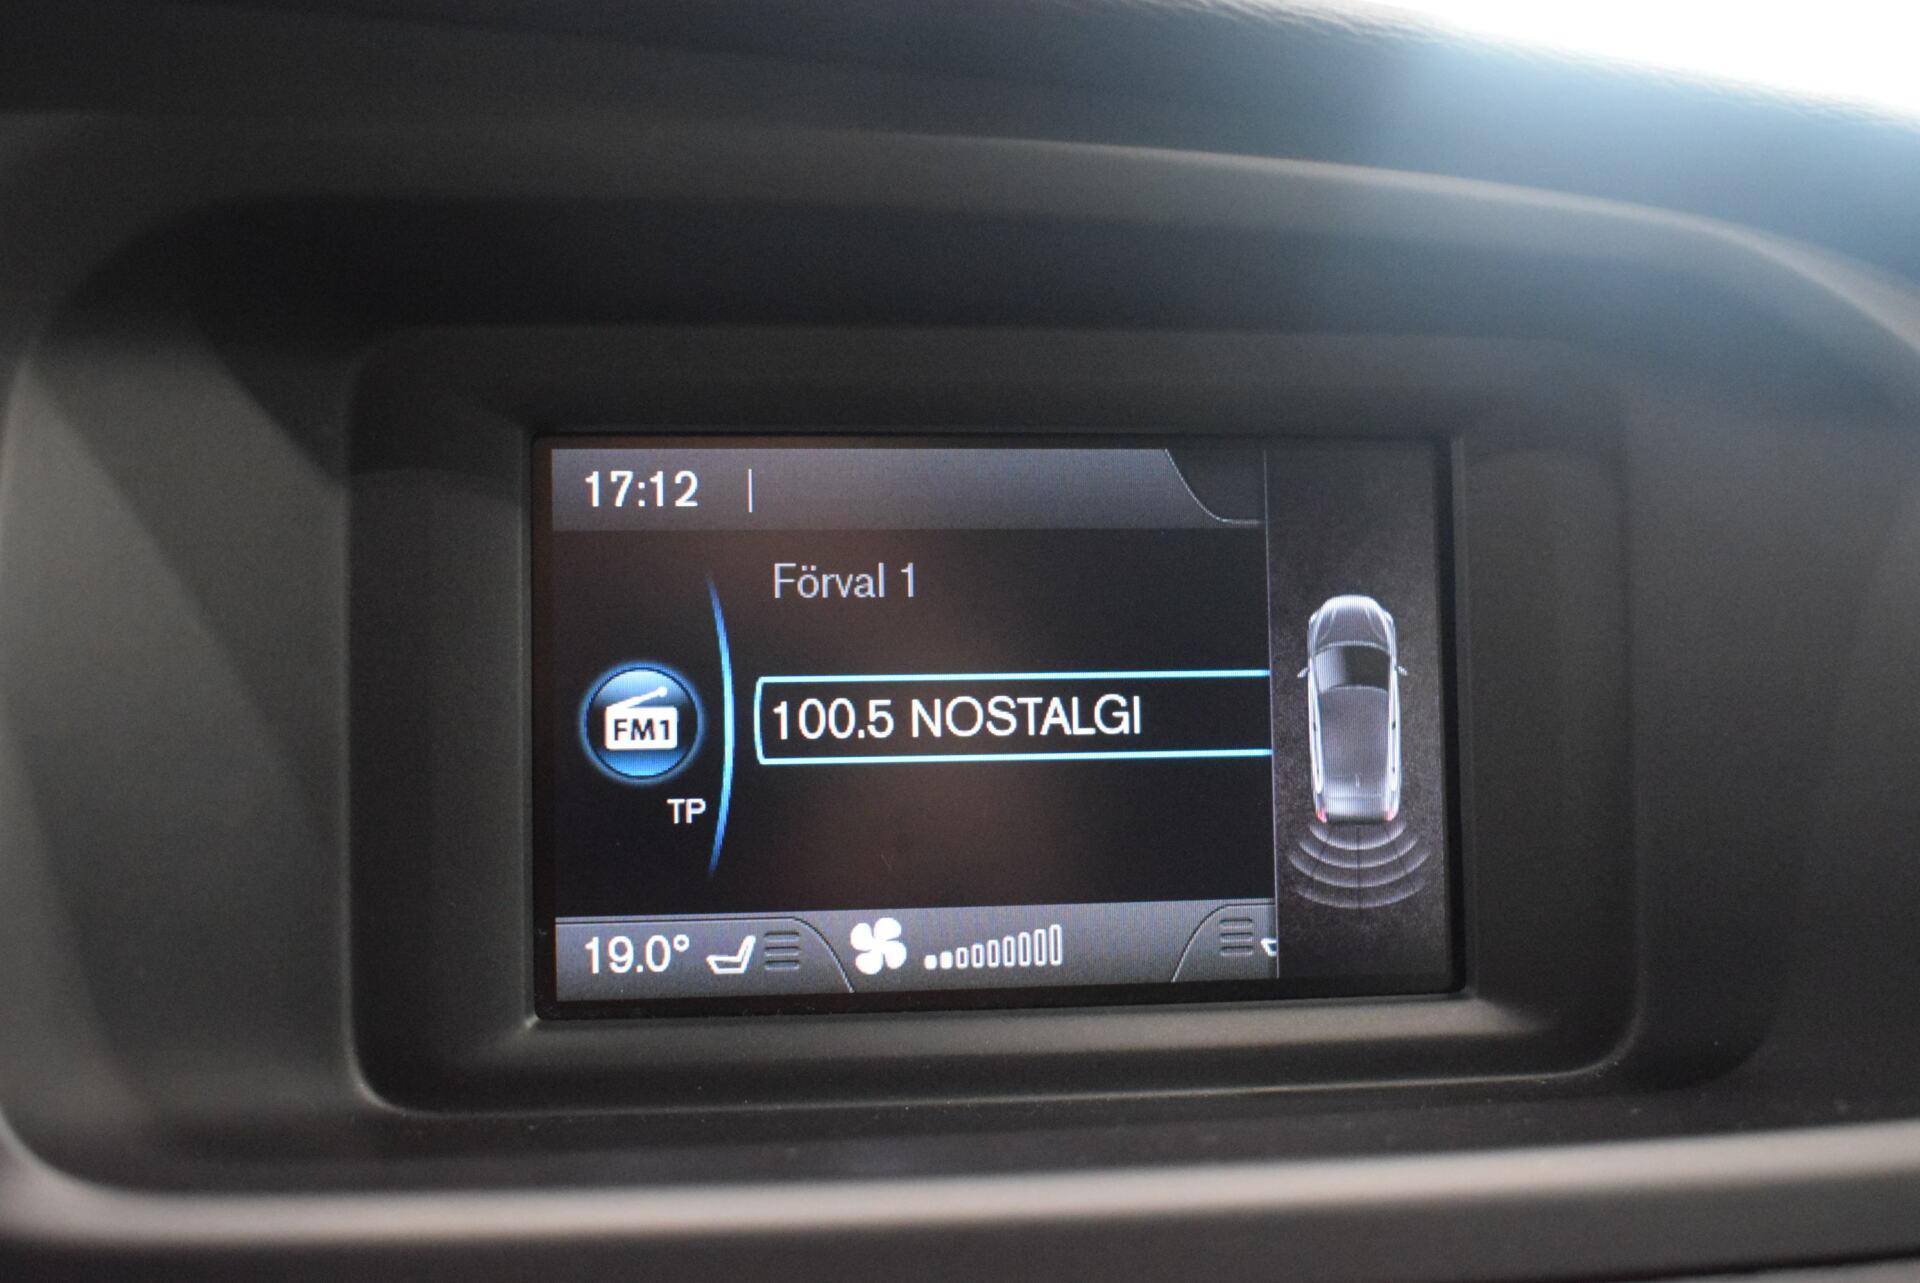 17:12
Förval 1
100.5 NOSTALGI
FM1
TP
19.0°